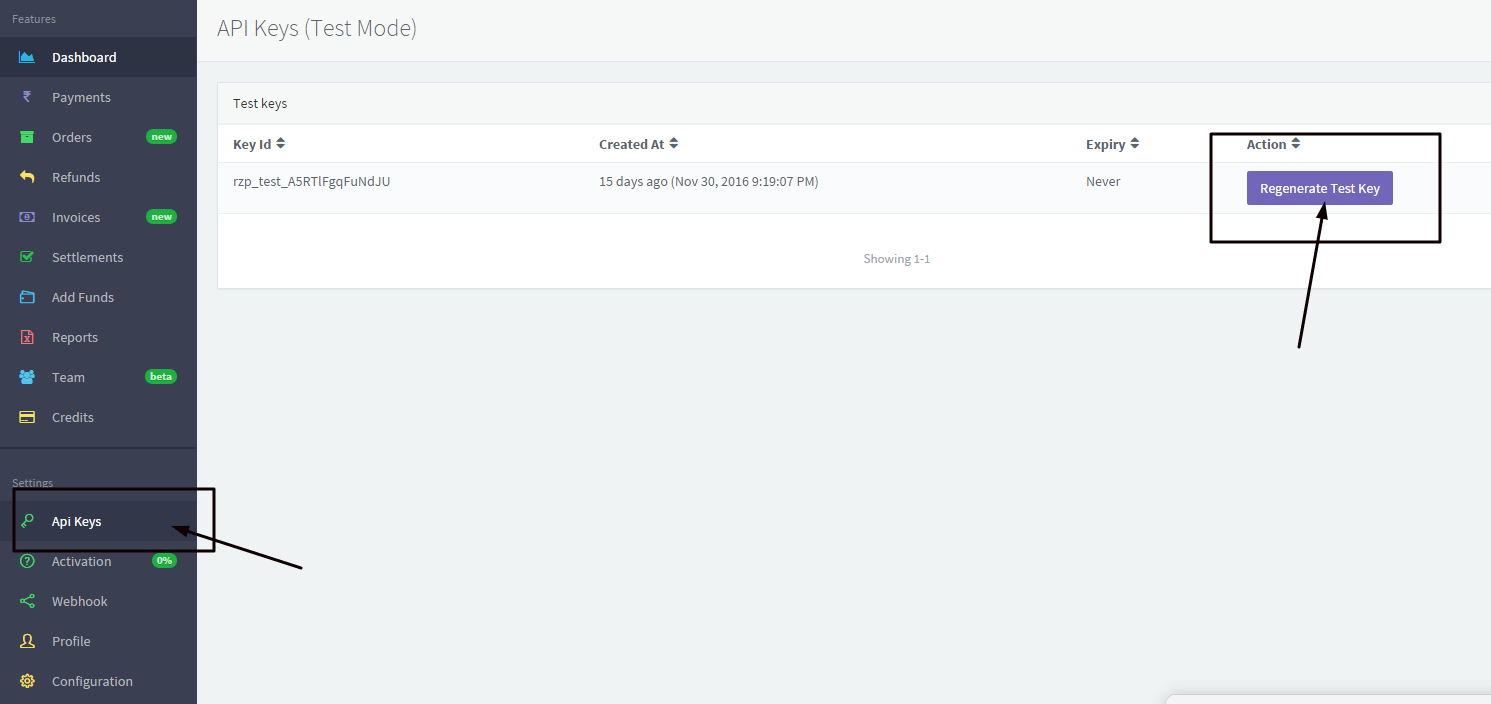 Features
Dashboard
Payments
Orders new
Refunds
Invoices new
Settlements
Add Funds
Reports
Team beta
Credits
Settings
Api Keys
Activation 0%
Webhook
Profile
Configuration
API Keys (Test Mode)
Test keys
Key Id Created At Expiry Action
rzp_test_A5RTlFgqFuNdJU 15 days ago (Nov 30, 2016 9:19:07 PM) Never Regenerate Test Key
Showing 1-1